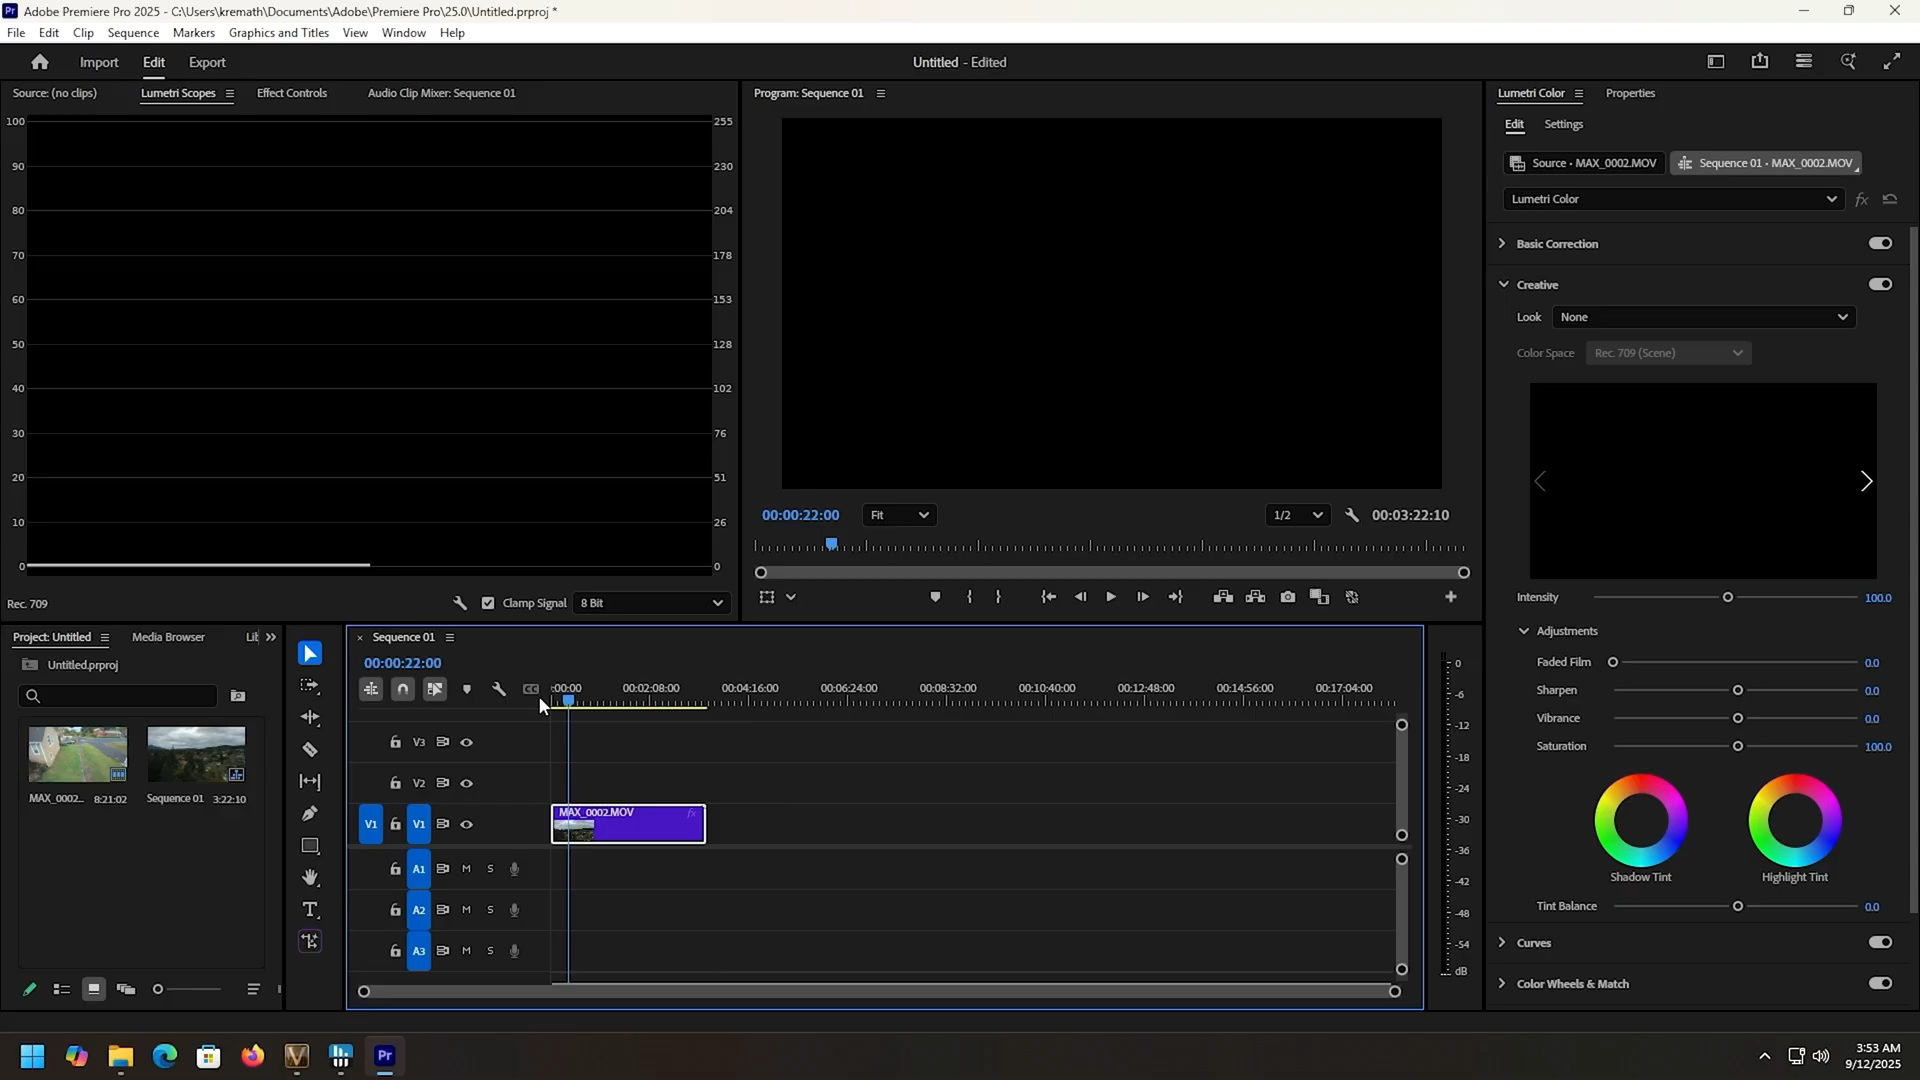 Adobe Premiere Pro 2025 - C:\Users\kremath\Documents\Adobe\Premiere Pro\25.0\Untitled.prproj *
File Edit Clip Sequence Markers Graphics and Titles View Window Help
Import Edit Export
Untitled - Edited
Source: (no clips) Lumetri Scopes Effect Controls Audio Clip Mixer: Sequence 01
100 255
90 230
80 204
70 178
60 153
50 128
40 102
30 76
20 51
10 26
0 0
Rec. 709 Clamp Signal 8 Bit
Program: Sequence 01
00:00:22:00 Fit 1/2 00:03:22:10
Lumetri Color Properties
Edit Settings
Source • MAX_0002.MOV Sequence 01 • MAX_0002.MOV
Lumetri Color fx
Basic Correction
Creative
Look None
Color Space Rec. 709 (Scene)
Intensity 100.0
Adjustments
Faded Film 0.0
Sharpen 0.0
Vibrance 0.0
Saturation 100.0
Shadow Tint Highlight Tint
Tint Balance 0.0
Curves
Color Wheels & Match
Project: Untitled Media Browser Lit
Untitled.prproj
MAX_0002... 8:21:02 Sequence 01 3:22:10
Sequence 01
00:00:22:00
:00:00 00:02:08:00 00:04:16:00 00:06:24:00 00:08:32:00 00:10:40:00 00:12:48:00 00:14:56:00 00:17:04:00
V3
V2
V1 V1
MAX_0002.MOV fx
A1 M S
A2 M S
A3 M S
0
-6
-12
-18
-24
-30
-36
-42
-48
-54
dB
3:53 AM
9/12/2025